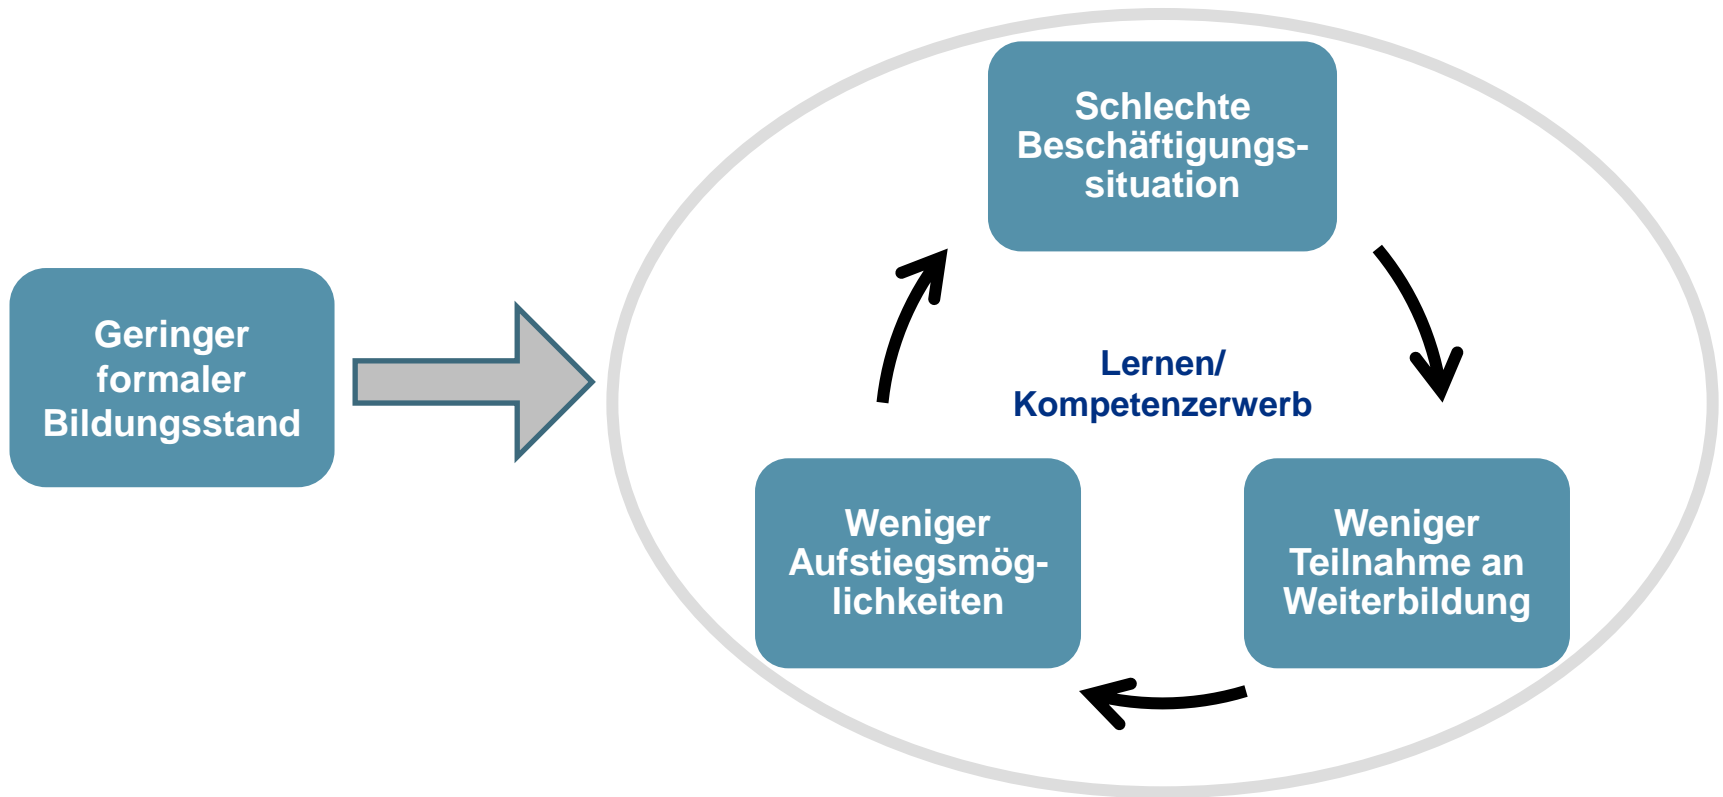 Geringer
formaler
Bildungsstand
Schlechte
Beschäftigungs-
situation
Lernen/
Kompetenzerwerb
Weniger
Aufstiegsmög-
lichkeiten
Weniger
Teilnahme an
Weiterbildung